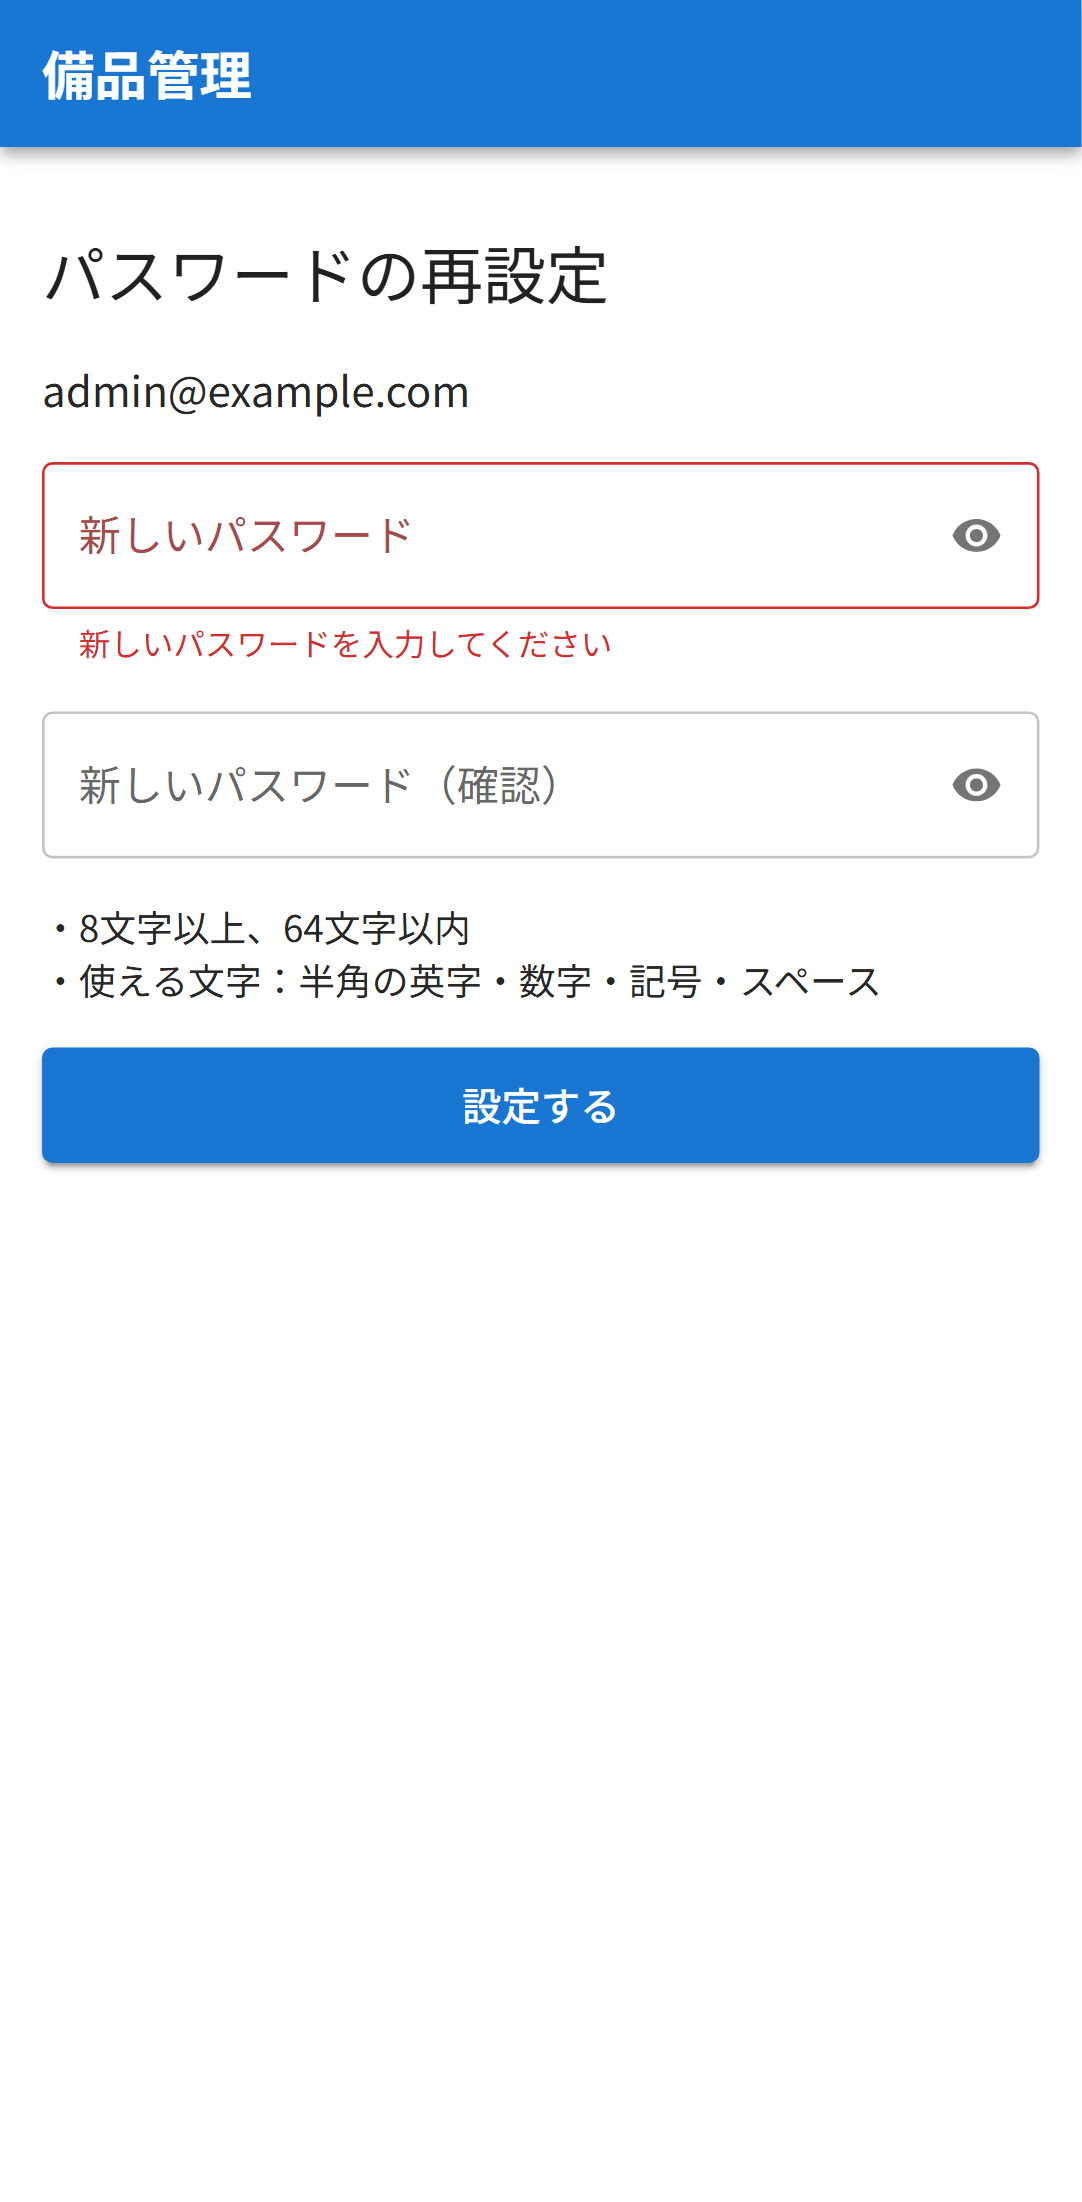 備品管理
パスワードの再設定
admin@example.com
新しいパスワード
新しいパスワードを入力してください
新しいパスワード（確認）
・8文字以上、64文字以内
・使える文字：半角の英字・数字・記号・スペース
設定する